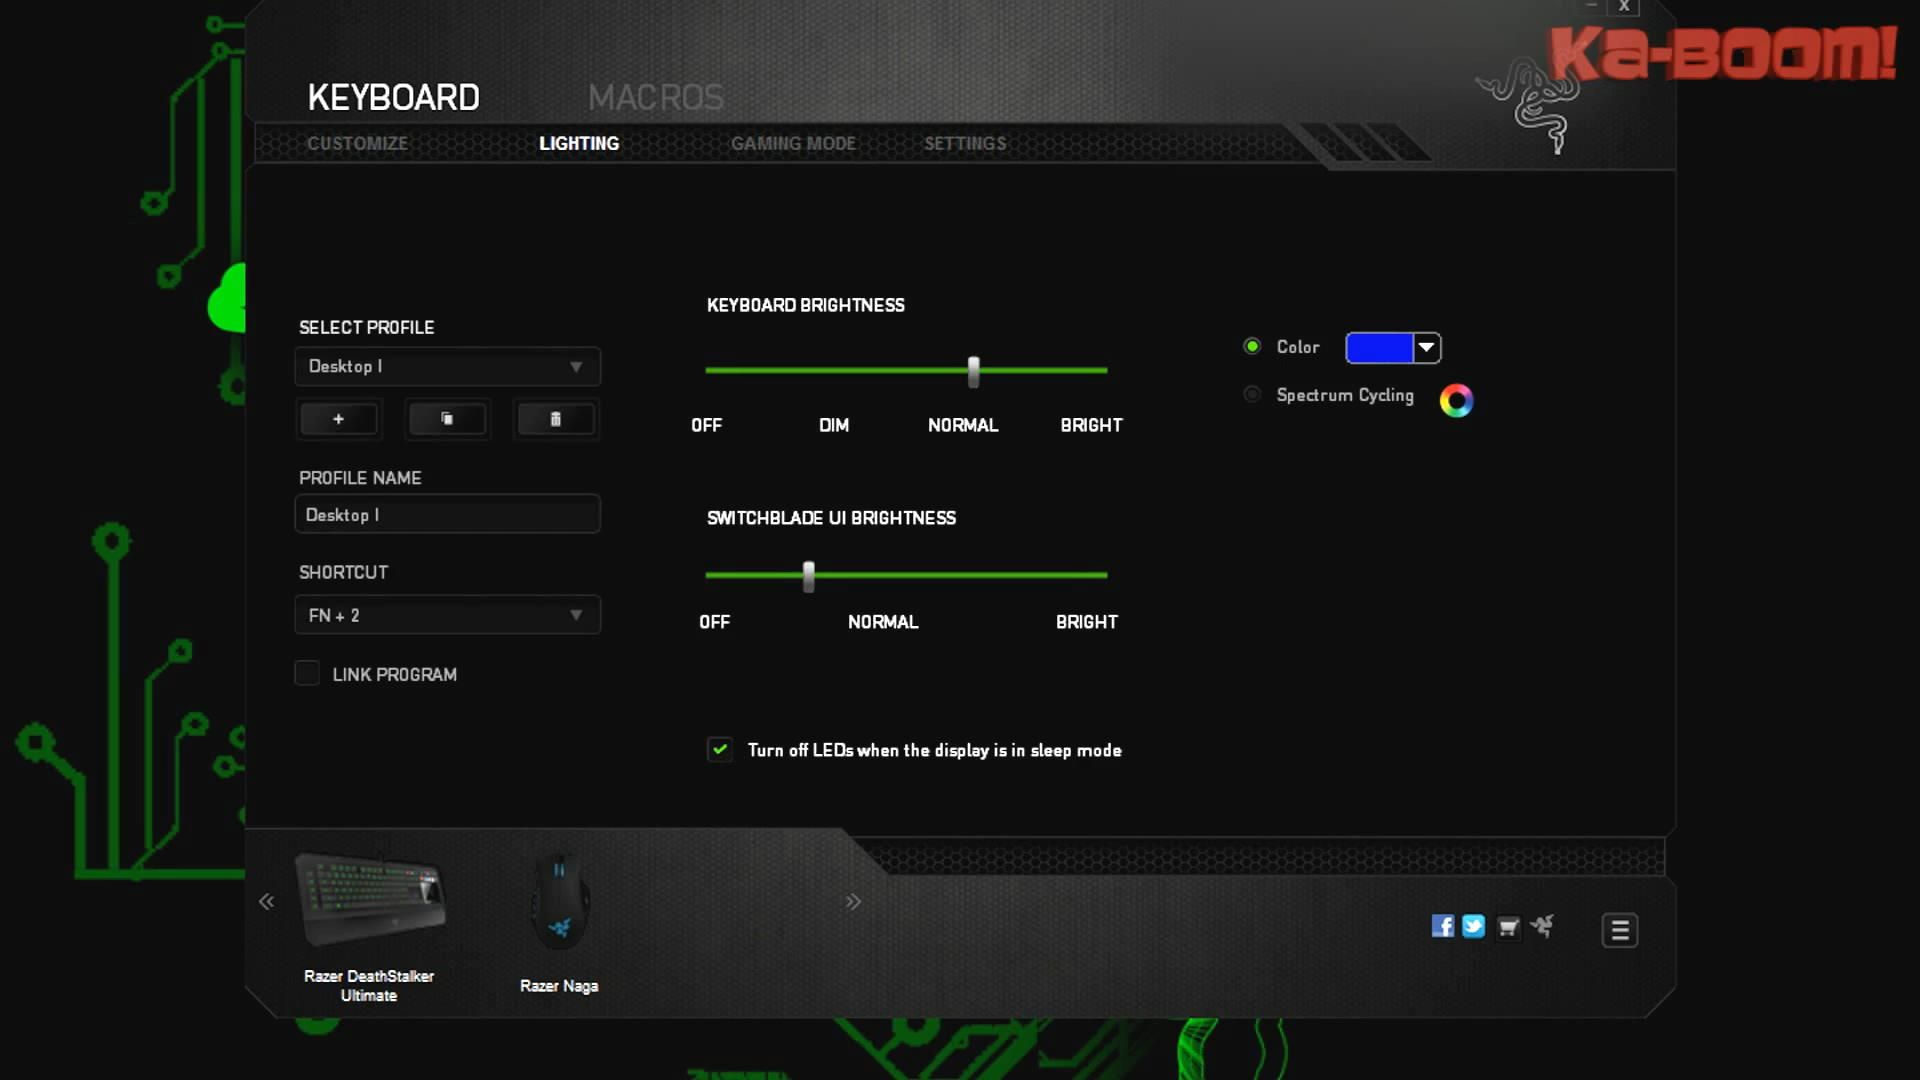 X
Ka-BOOM!
KEYBOARD MACROS
CUSTOMIZE LIGHTING GAMING MODE SETTINGS
SELECT PROFILE
Desktop 1
+
PROFILE NAME
Desktop 1
SHORTCUT
FN + 2
LINK PROGRAM
KEYBOARD BRIGHTNESS
OFF DIM NORMAL BRIGHT
SWITCHBLADE UI BRIGHTNESS
OFF NORMAL BRIGHT
Turn off LEDs when the display is in sleep mode
Color
Spectrum Cycling
Razer DeathStalker
Ultimate
Razer Naga